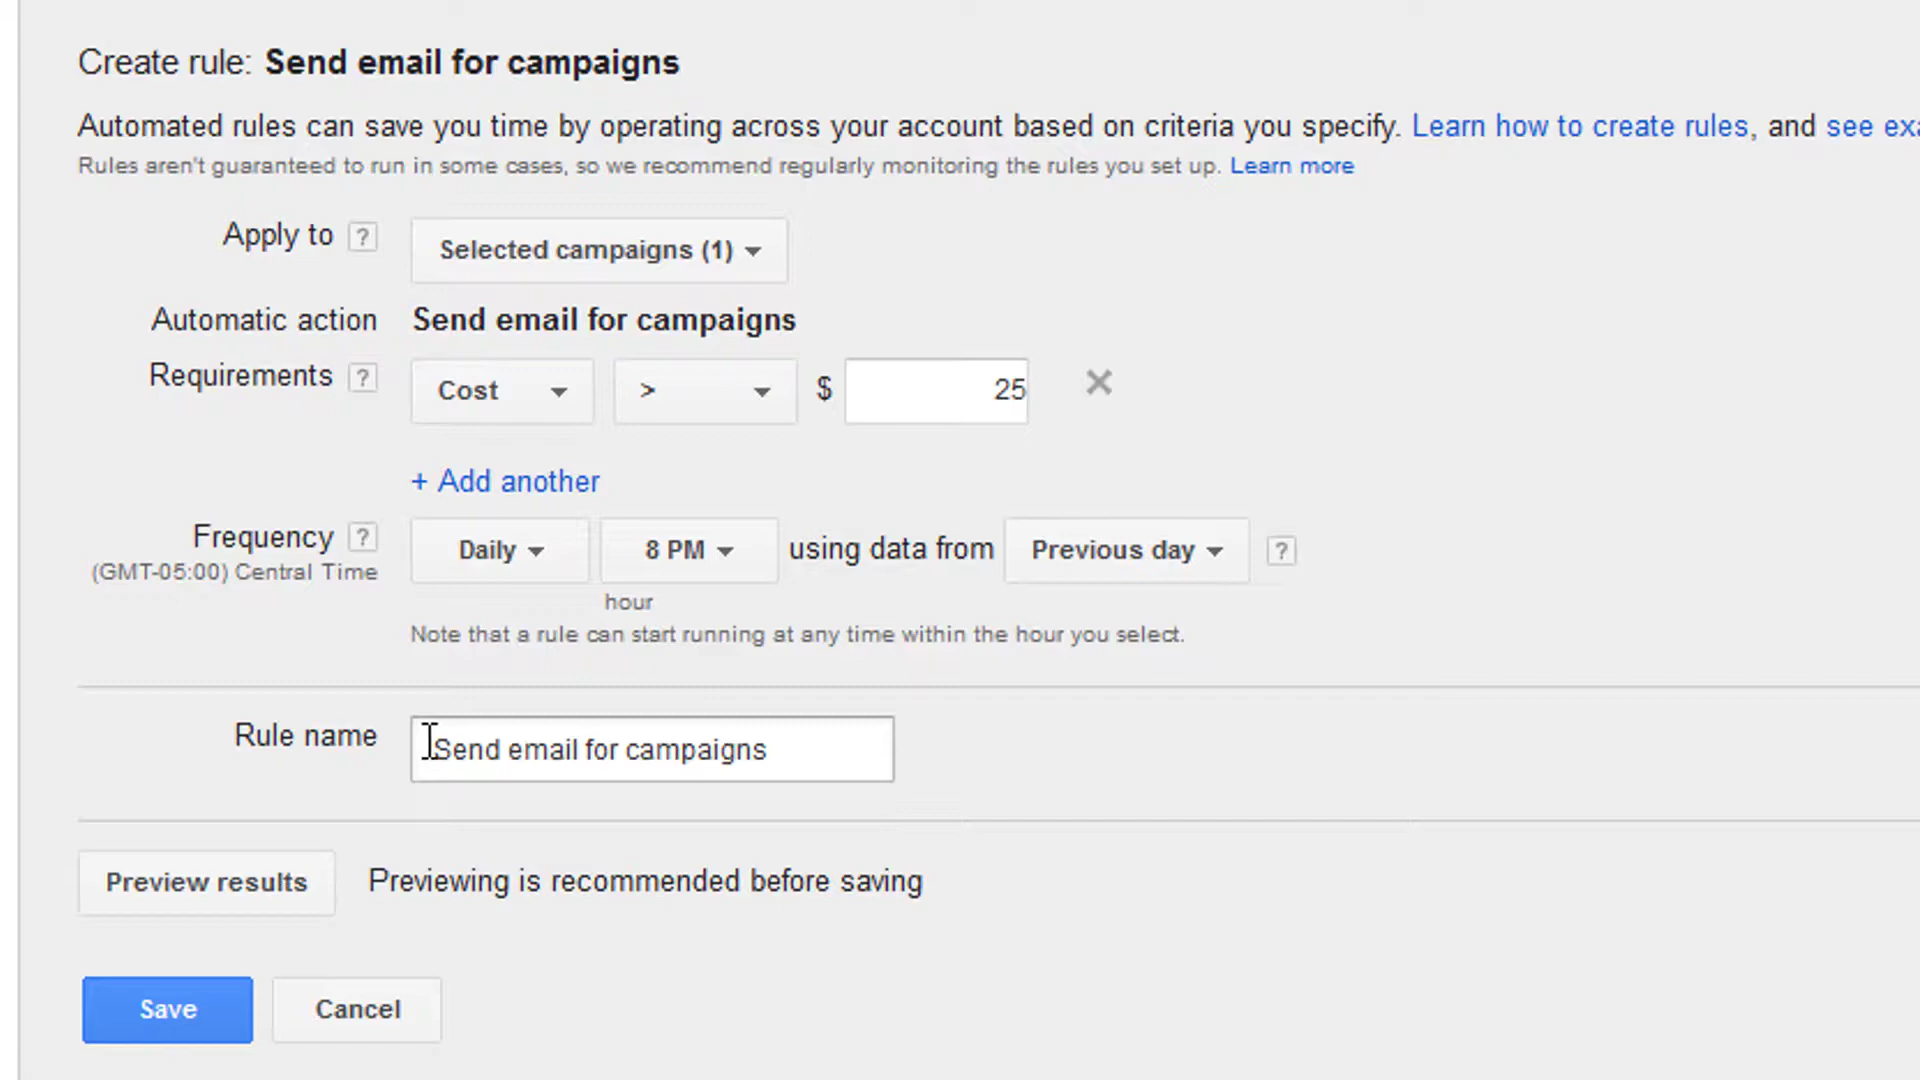 Create rule: Send email for campaigns
Automated rules can save you time by operating across your account based on criteria you specify. Learn how to create rules, and see
Rules aren't guaranteed to run in some cases, so we recommend regularly monitoring the rules you set up. Learn more
Apply to ? Selected campaigns (1)
Automatic action Send email for campaigns
Requirements ? Cost > $ 25
+ Add another
Frequency ? Daily 8 PM using data from Previous day ?
(GMT-05:00) Central Time
hour
Note that a rule can start running at any time within the hour you select.
Rule name Send email for campaigns
Preview results Previewing is recommended before saving
Save Cancel